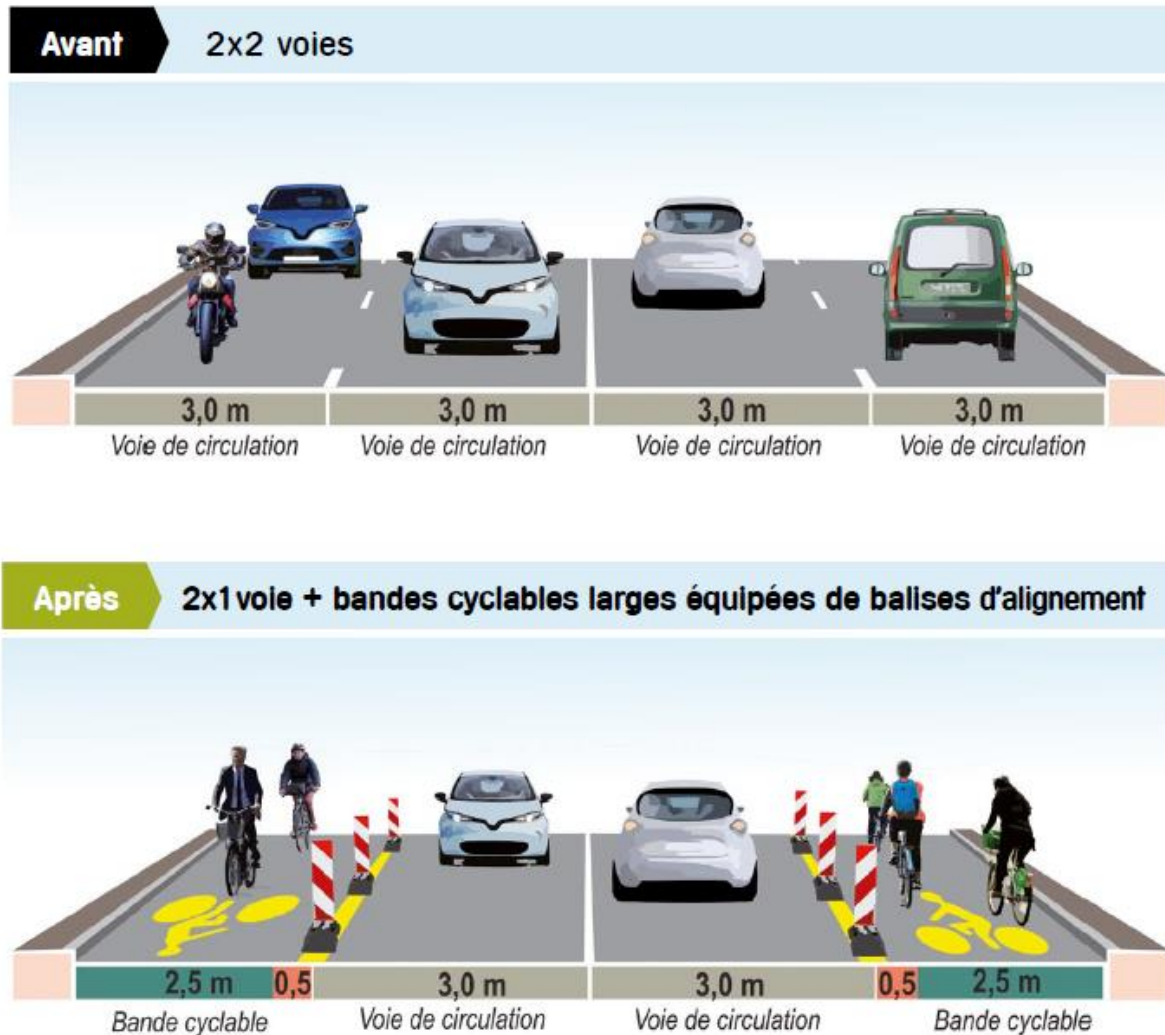 Avant 2x2 voies
3,0 m 3,0 m 3,0 m 3,0 m
Voie de circulation Voie de circulation Voie de circulation Voie de circulation
Après 2x1 voie + bandes cyclables larges équipées de balises d'alignement
2,5 m 0,5 3,0 m 3,0 m 0,5 2,5 m
Bande cyclable Voie de circulation Voie de circulation Bande cyclable